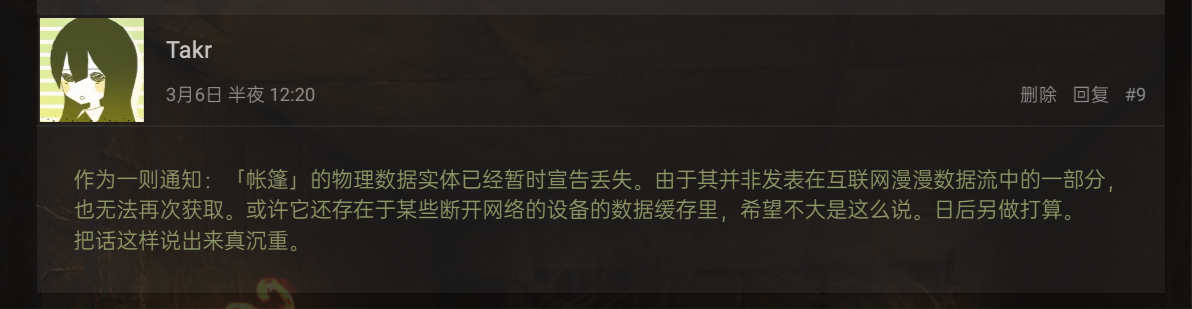 Takr
3月6日 半夜 12:20
删除 回复 #9
作为一则通知：「帐篷」的物理数据实体已经暂时宣告丢失。由于其并非发表在互联网漫漫数据流中的一部分，
也无法再次获取。或许它还存在于某些断开网络的设备的数据缓存里，希望不大是这么说。日后另做打算。
把话这样说出来真沉重。